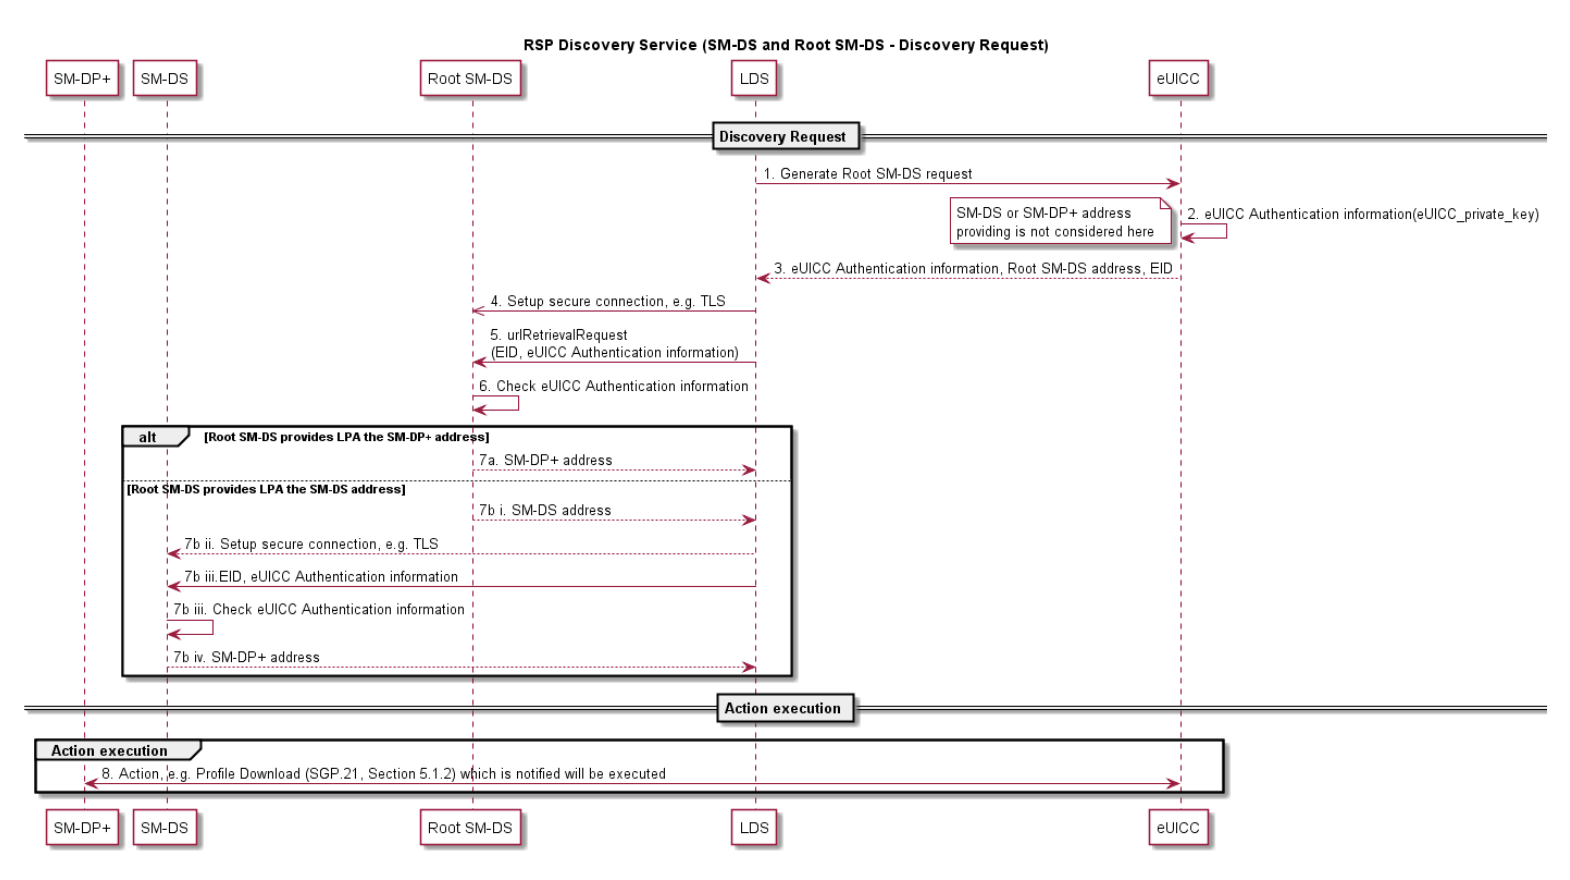 RSP Discovery Service (SM-DS and Root SM-DS - Discovery Request)
SM-DP+ SM-DS Root SM-DS LDS eUICC
Discovery Request
1. Generate Root SM-DS request
SM-DS or SM-DP+ address
providing is not considered here
2. eUICC Authentication information(eUICC_private_key)
3. eUICC Authentication information, Root SM-DS address, EID
4. Setup secure connection, e.g. TLS
5. urlRetrievalRequest
(EID, eUICC Authentication information)
6. Check eUICC Authentication information
alt [Root SM-DS provides LPA the SM-DP+ address]
7a. SM-DP+ address
[Root SM-DS provides LPA the SM-DS address]
7b i. SM-DS address
7b ii. Setup secure connection, e.g. TLS
7b iii.EID, eUICC Authentication information
7b iii. Check eUICC Authentication information
7b iv. SM-DP+ address
Action execution
Action execution
8. Action, e.g. Profile Download (SGP.21, Section 5.1.2) which is notified will be executed
SM-DP+ SM-DS Root SM-DS LDS eUICC